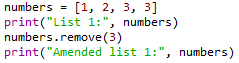 numbers = [1, 2, 3, 3]
print("List 1:", numbers)
numbers.remove(3)
print("Amended list 1:", numbers)